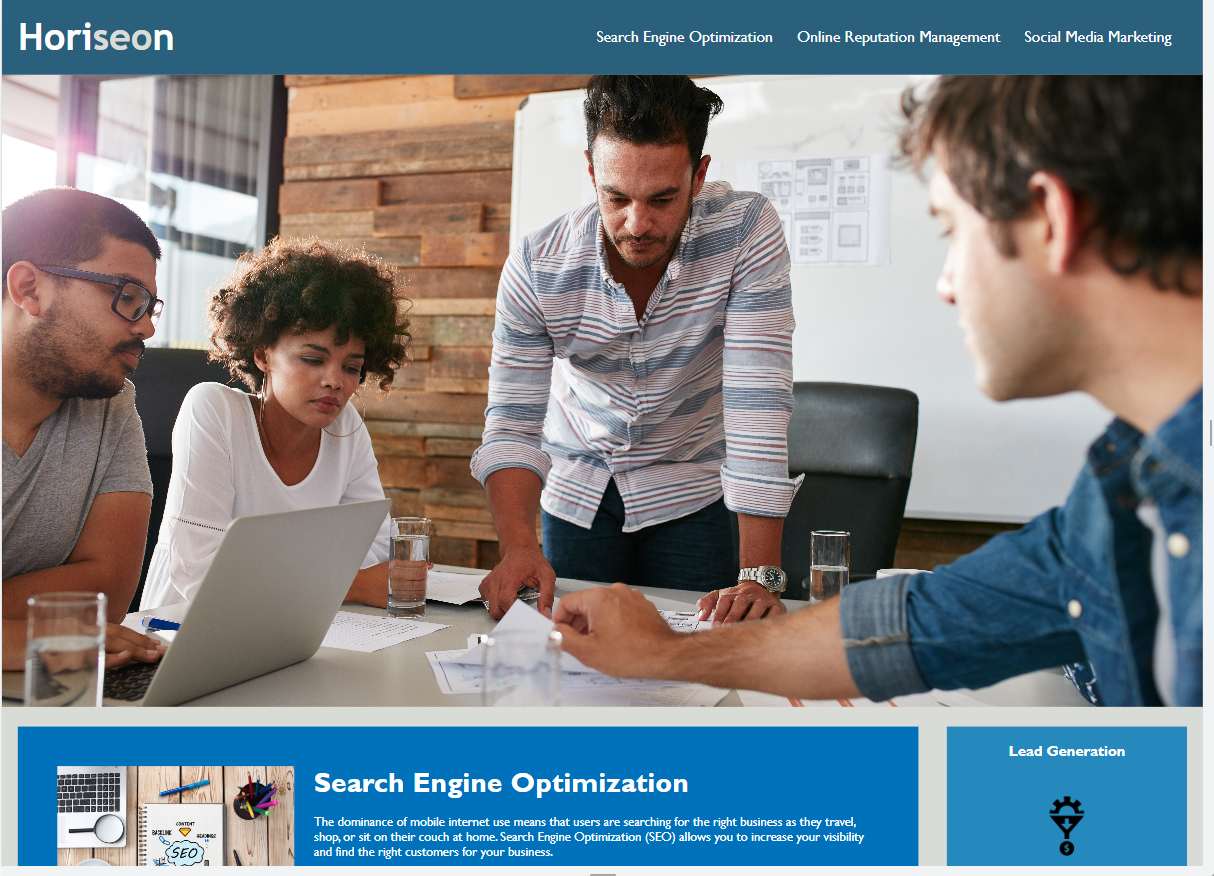 Horiseon
Search Engine Optimization
Online Reputation Management
Social Media Marketing
Search Engine Optimization
The dominance of mobile internet use means that users are searching for the right business as they travel,
shop, or sit on their couch at home. Search Engine Optimization (SEO) allows you to increase your visibility
and find the right customers for your business.
CONTENT
BACKLINK
HEADINGS
SEO
Lead Generation
$